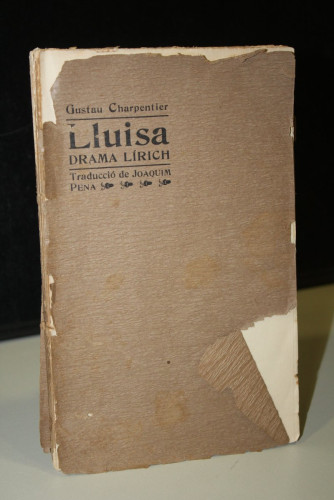 Gustau Charpentier
Lluisa
DRAMA LÍRICH
Traducció de JOAQUIM
PENA